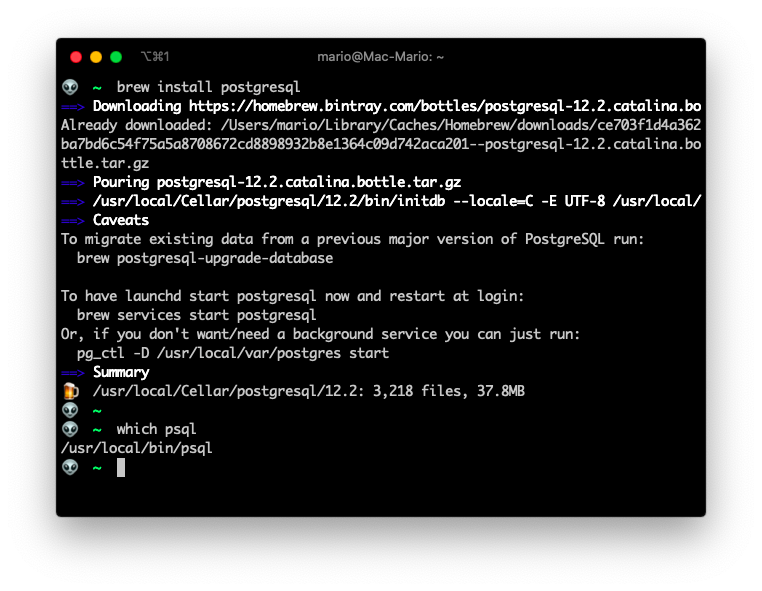 ⌥⌘1
mario@Mac-Mario: ~
~ brew install postgresql
==> Downloading https://homebrew.bintray.com/bottles/postgresql-12.2.catalina.bo
Already downloaded: /Users/mario/Library/Caches/Homebrew/downloads/ce703f1d4a362
ba7bd6c54f75a5a8708672cd8898932b8e1364c09d742aca201--postgresql-12.2.catalina.bo
ttle.tar.gz
==> Pouring postgresql-12.2.catalina.bottle.tar.gz
==> /usr/local/Cellar/postgresql/12.2/bin/initdb --locale=C -E UTF-8 /usr/local/
==> Caveats
To migrate existing data from a previous major version of PostgreSQL run:
  brew postgresql-upgrade-database

To have launchd start postgresql now and restart at login:
  brew services start postgresql
Or, if you don't want/need a background service you can just run:
  pg_ctl -D /usr/local/var/postgres start
==> Summary
🍺 /usr/local/Cellar/postgresql/12.2: 3,218 files, 37.8MB
👽 ~
👽 ~ which psql
/usr/local/bin/psql
👽 ~